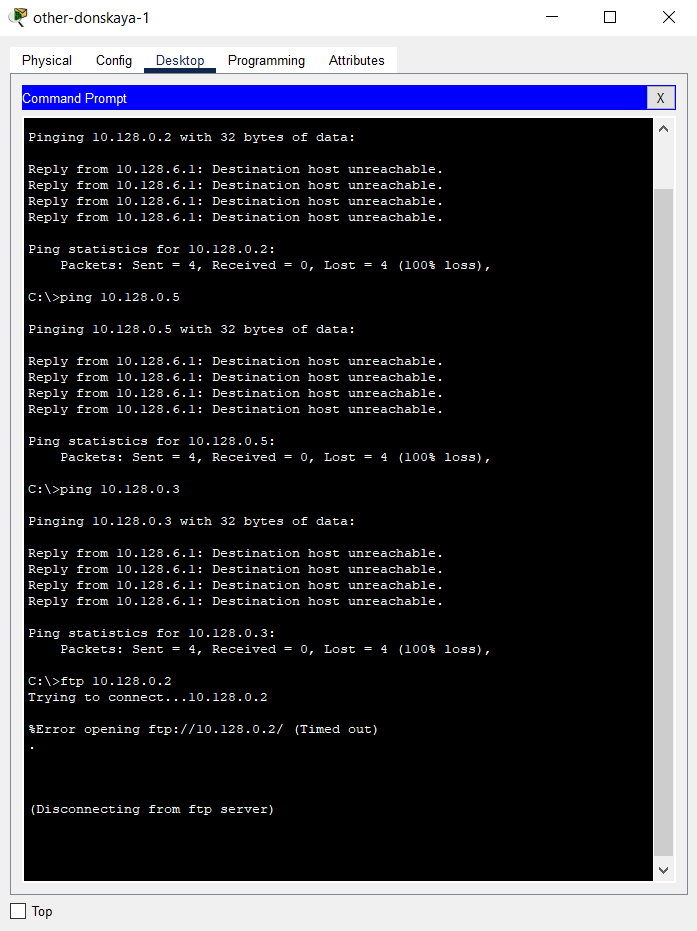 other-donskaya-1
Physical Config Desktop Programming Attributes
Command Prompt
X
Pinging 10.128.0.2 with 32 bytes of data:
Reply from 10.128.6.1: Destination host unreachable.
Reply from 10.128.6.1: Destination host unreachable.
Reply from 10.128.6.1: Destination host unreachable.
Reply from 10.128.6.1: Destination host unreachable.
Ping statistics for 10.128.0.2:
Packets: Sent = 4, Received = 0, Lost = 4 (100% loss),
C:\>ping 10.128.0.5
Pinging 10.128.0.5 with 32 bytes of data:
Reply from 10.128.6.1: Destination host unreachable.
Reply from 10.128.6.1: Destination host unreachable.
Reply from 10.128.6.1: Destination host unreachable.
Reply from 10.128.6.1: Destination host unreachable.
Ping statistics for 10.128.0.5:
Packets: Sent = 4, Received = 0, Lost = 4 (100% loss),
C:\>ping 10.128.0.3
Pinging 10.128.0.3 with 32 bytes of data:
Reply from 10.128.6.1: Destination host unreachable.
Reply from 10.128.6.1: Destination host unreachable.
Reply from 10.128.6.1: Destination host unreachable.
Reply from 10.128.6.1: Destination host unreachable.
Ping statistics for 10.128.0.3:
Packets: Sent = 4, Received = 0, Lost = 4 (100% loss),
C:\>ftp 10.128.0.2
Trying to connect...10.128.0.2
%Error opening ftp://10.128.0.2/ (Timed out)
.
(Disconnecting from ftp server)
Top